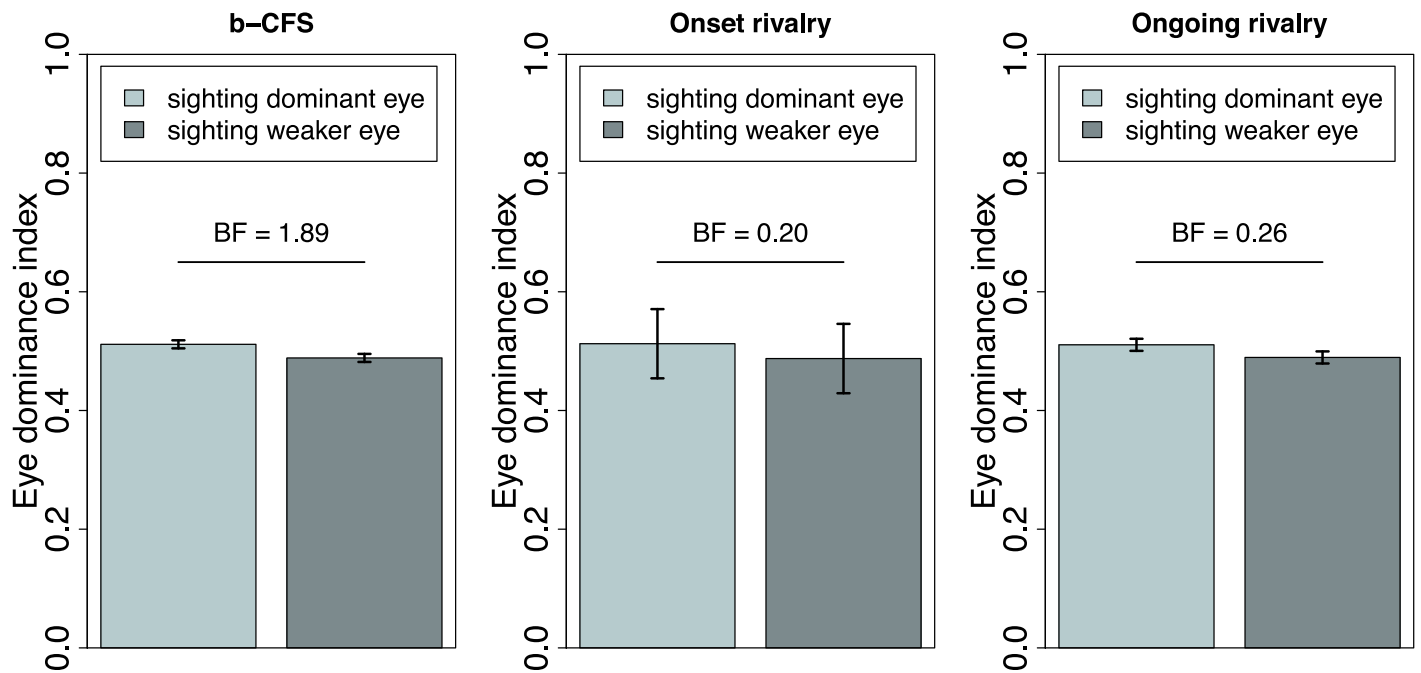 b–CFS
Eye dominance index
1.0
0.8
0.6
0.4
0.2
0.0
sighting dominant eye
sighting weaker eye
BF = 1.89
Onset rivalry
Eye dominance index
1.0
0.8
0.6
0.4
0.2
0.0
sighting dominant eye
sighting weaker eye
BF = 0.20
Ongoing rivalry
Eye dominance index
1.0
0.8
0.6
0.4
0.2
0.0
sighting dominant eye
sighting weaker eye
BF = 0.26